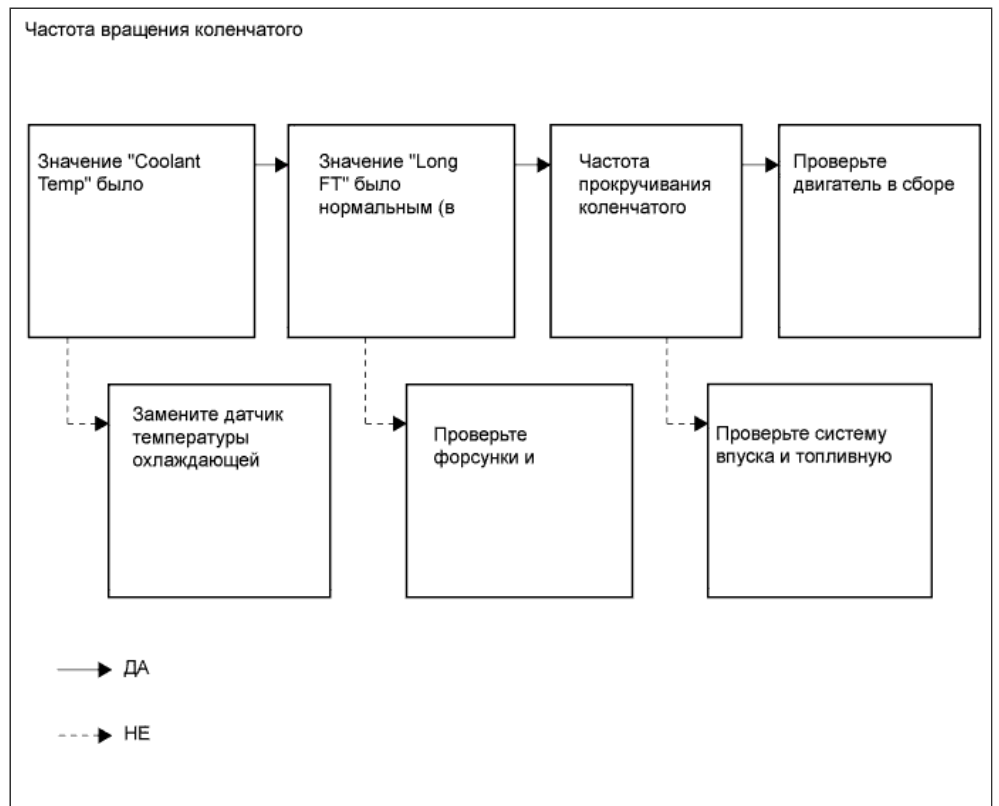 Частота вращения коленчатого
Значение "Coolant
Temp" было
Значение "Long
FT" было
нормальным (в
Частота
прокручивания
коленчатого
Проверьте
двигатель в сборе
Замените датчик
температуры
охлаждающей
Проверьте
форсунки и
Проверьте систему
впуска и топливную
ДА
НЕ